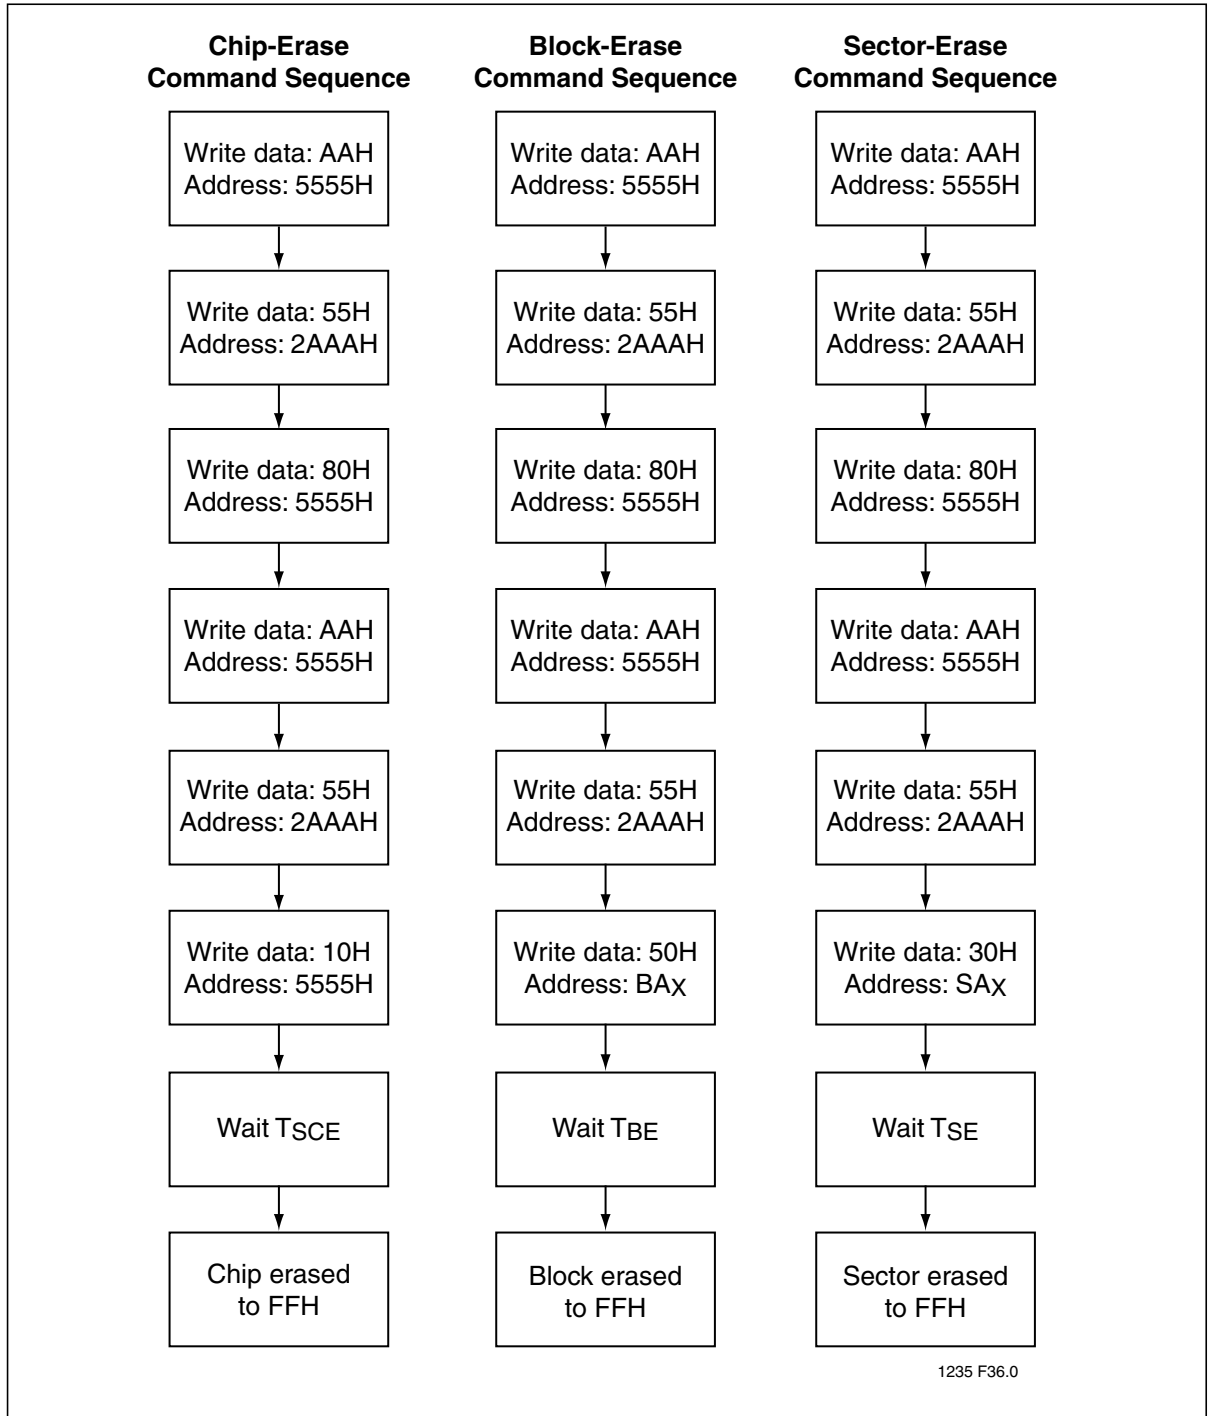 Chip-Erase
Command Sequence
Write data: AAH
Address: 5555H
Write data: 55H
Address: 2AAAH
Write data: 80H
Address: 5555H
Write data: AAH
Address: 5555H
Write data: 55H
Address: 2AAAH
Write data: 10H
Address: 5555H
Wait TSCE
Chip erased
to FFH
Block-Erase
Command Sequence
Write data: AAH
Address: 5555H
Write data: 55H
Address: 2AAAH
Write data: 80H
Address: 5555H
Write data: AAH
Address: 5555H
Write data: 55H
Address: 2AAAH
Write data: 50H
Address: BAX
Wait TBE
Block erased
to FFH
Sector-Erase
Command Sequence
Write data: AAH
Address: 5555H
Write data: 55H
Address: 2AAAH
Write data: 80H
Address: 5555H
Write data: AAH
Address: 5555H
Write data: 55H
Address: 2AAAH
Write data: 30H
Address: SAX
Wait TSE
Sector erased
to FFH
1235 F36.0